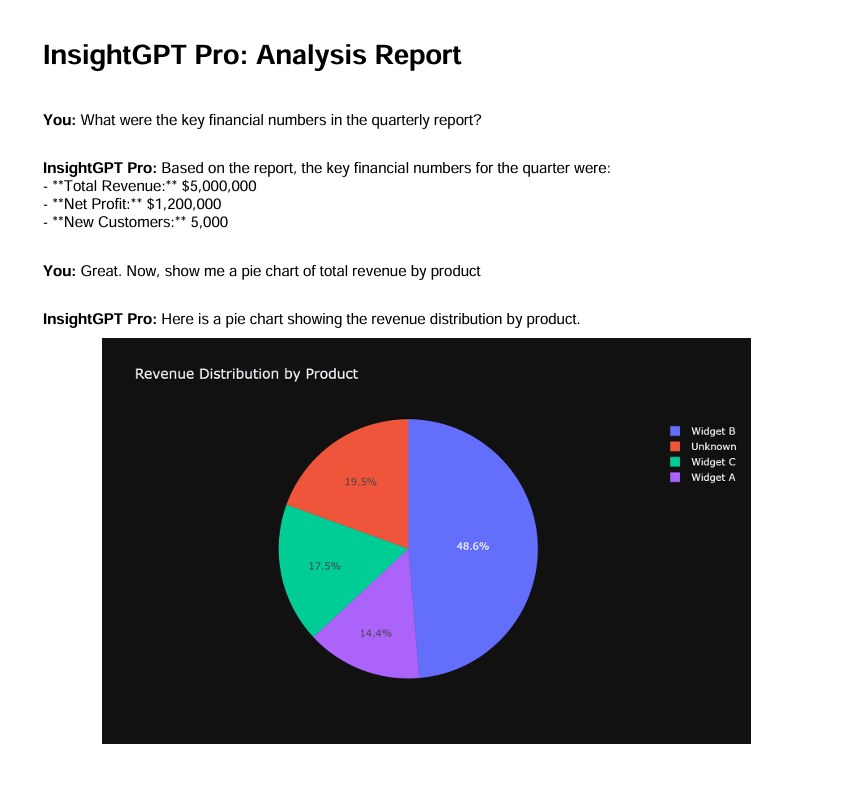 InsightGPT Pro: Analysis Report
You: What were the key financial numbers in the quarterly report?
InsightGPT Pro: Based on the report, the key financial numbers for the quarter were:
- **Total Revenue:** $5,000,000
- **Net Profit:** $1,200,000
- **New Customers:** 5,000
You: Great. Now, show me a pie chart of total revenue by product
InsightGPT Pro: Here is a pie chart showing the revenue distribution by product.
Revenue Distribution by Product
Widget B
Unknown
Widget C
Widget A
19.5%
48.6%
17.5%
14.4%